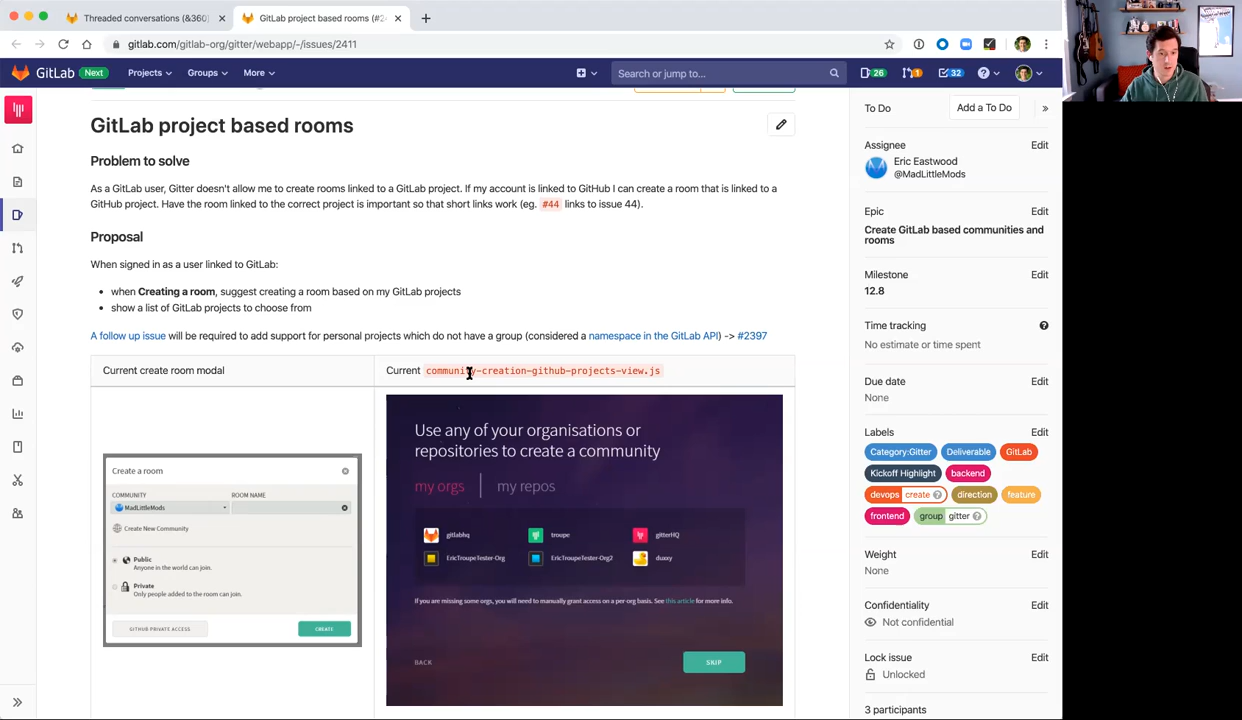 Threaded conversations (&360)
GitLab project based rooms (#2
gitlab.com/gitlab-org/gitter/webapp/-/issues/2411
GitLab
Next
Projects
Groups
More
Search or jump to...
26
1
32
GitLab project based rooms
Problem to solve
As a GitLab user, Gitter doesn't allow me to create rooms linked to a GitLab project. If my account is linked to GitHub I can create a room that is linked to a
GitHub project. Have the room linked to the correct project is important so that short links work (eg. #44 links to issue 44).
Proposal
When signed in as a user linked to GitLab:
• when Creating a room, suggest creating a room based on my GitLab projects
• show a list of GitLab projects to choose from
A follow up issue will be required to add support for personal projects which do not have a group (considered a namespace in the GitLab API) -> #2397
Current create room modal
Current community-creation-github-projects-view.js
Create a room
COMMUNITY
ROOM NAME
MadLittleMods
Create New Community
Public
Anyone in the world can join.
Private
Only people added to the room can join.
GITHUB PRIVATE ACCESS
CREATE
Use any of your organisations or
repositories to create a community
my orgs
my repos
gitlabhq
troupe
gitterHQ
EricTroupeTester-Org
EricTroupeTester-Org2
If you are missing some orgs, you will need to manually grant access on a per-org basis. See this article for more info.
BACK
SKIP
To Do
Add a To Do
»
Assignee
Edit
Eric Eastwood
@MadLittleMods
Epic
Edit
Create GitLab based communities and
rooms
Milestone
Edit
12.8
Time tracking
No estimate or time spent
Due date
Edit
None
Labels
Edit
Category:Gitter
Deliverable
GitLab
Kickoff Highlight
backend
devops create
direction
feature
frontend
group gitter
Weight
Edit
None
Confidentiality
Edit
Not confidential
Lock issue
Edit
Unlocked
3 participants